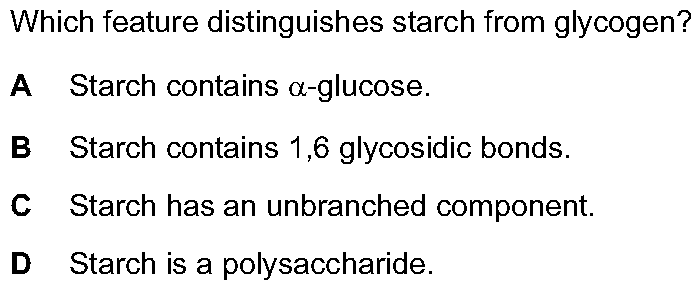 Which feature distinguishes starch from glycogen?
A Starch contains α-glucose.
B Starch contains 1,6 glycosidic bonds.
C Starch has an unbranched component.
D Starch is a polysaccharide.